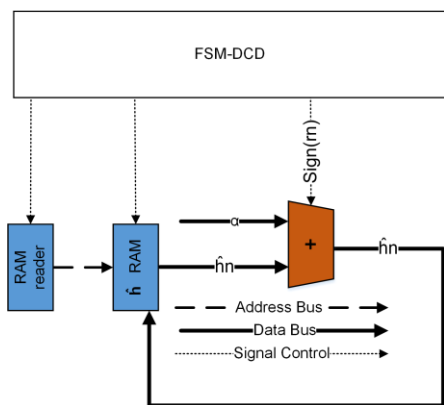 FSM-DCD
Sign(rn)
α
RAM
reader
ĥ RAM
ĥn
+
ĥn
Address Bus
Data Bus
Signal Control